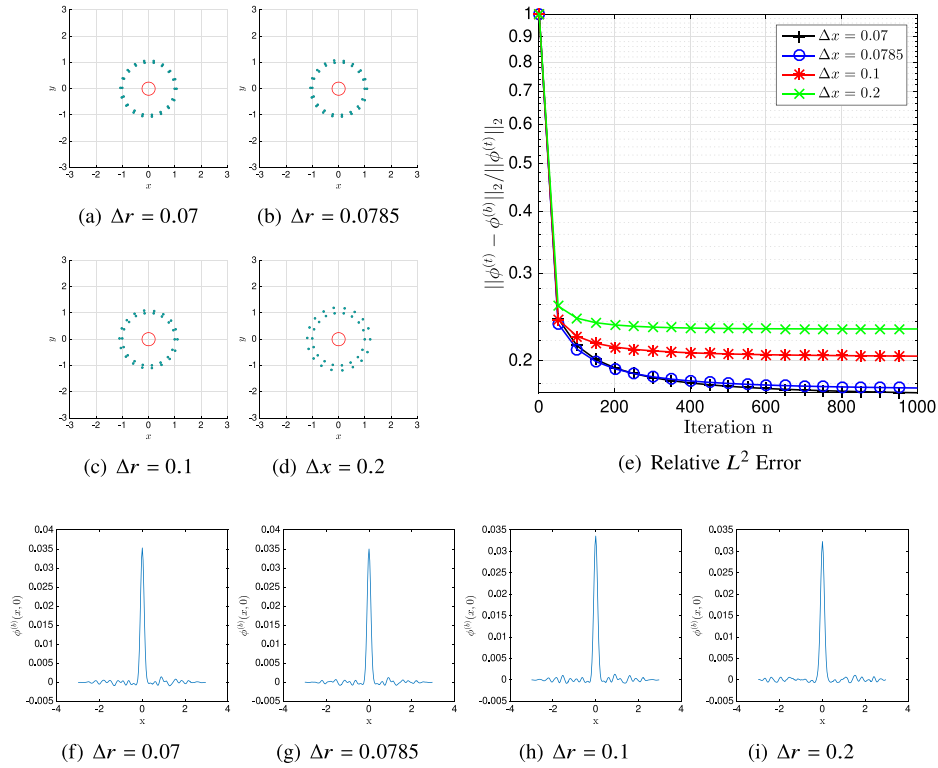 3
2
1
0
-1
-2
-3
y
-3 -2 -1 0 1 2 3
x
(a) Δr = 0.07
3
2
1
0
-1
-2
-3
y
-3 -2 -1 0 1 2 3
x
(b) Δr = 0.0785
3
2
1
0
-1
-2
-3
y
-3 -2 -1 0 1 2 3
x
(c) Δr = 0.1
3
2
1
0
-1
-2
-3
y
-3 -2 -1 0 1 2 3
x
(d) Δx = 0.2
1
0.9
0.8
0.7
0.6
0.5
0.4
0.3
0.2
||ϕ^(t) − ϕ^(b)||_2/||ϕ^(t)||_2
Δx = 0.07
Δx = 0.0785
Δx = 0.1
Δx = 0.2
0 200 400 600 800 1000
Iteration n
(e) Relative L² Error
0.04
0.035
0.03
0.025
0.02
0.015
0.01
0.005
0
-0.005
ϕ^(b)(x, 0)
-4 -2 0 2 4
x
(f) Δr = 0.07
0.04
0.035
0.03
0.025
0.02
0.015
0.01
0.005
0
-0.005
ϕ^(b)(x, 0)
-4 -2 0 2 4
x
(g) Δr = 0.0785
0.035
0.03
0.025
0.02
0.015
0.01
0.005
0
-0.005
ϕ^(b)(x, 0)
-4 -2 0 2 4
x
(h) Δr = 0.1
0.035
0.03
0.025
0.02
0.015
0.01
0.005
0
-0.005
ϕ^(b)(x, 0)
-4 -2 0 2 4
x
(i) Δr = 0.2